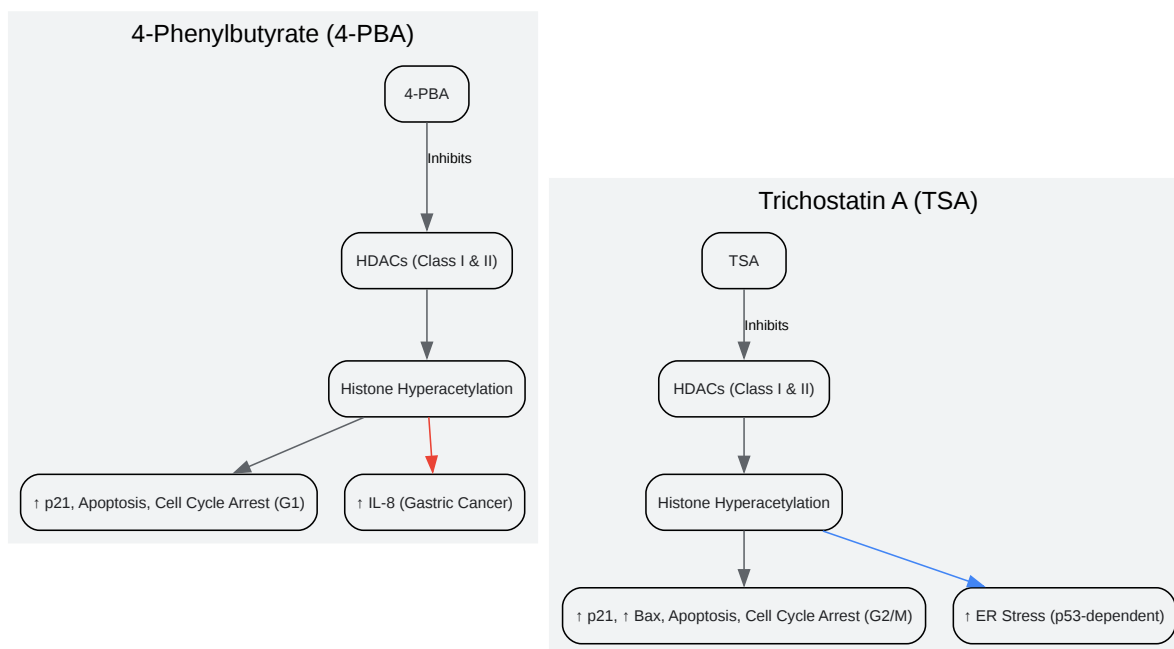 4-Phenylbutyrate (4-PBA)
4-PBA
Inhibits
HDACs (Class I & II)
Histone Hyperacetylation
↑ p21, Apoptosis, Cell Cycle Arrest (G1)
↑ IL-8 (Gastric Cancer)
Trichostatin A (TSA)
TSA
Inhibits
HDACs (Class I & II)
Histone Hyperacetylation
↑ p21, ↑ Bax, Apoptosis, Cell Cycle Arrest (G2/M)
↑ ER Stress (p53-dependent)